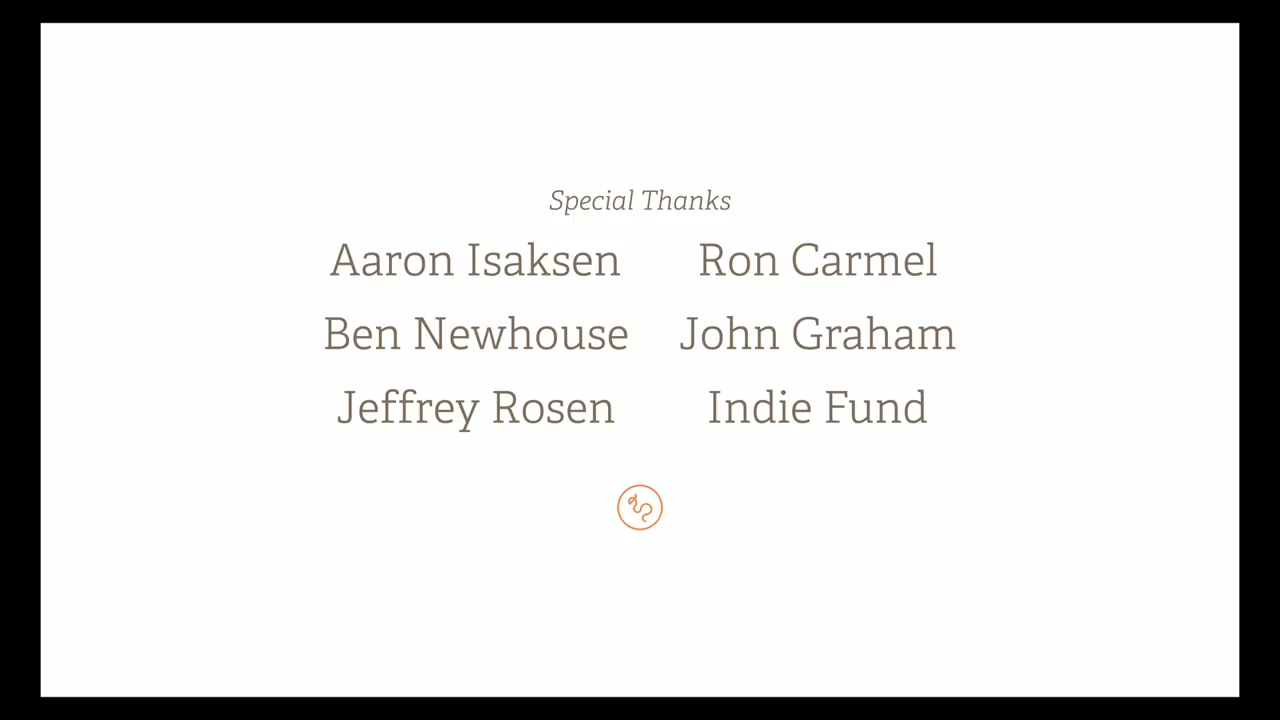 Special Thanks
Aaron Isaksen Ron Carmel
Ben Newhouse John Graham
Jeffrey Rosen Indie Fund